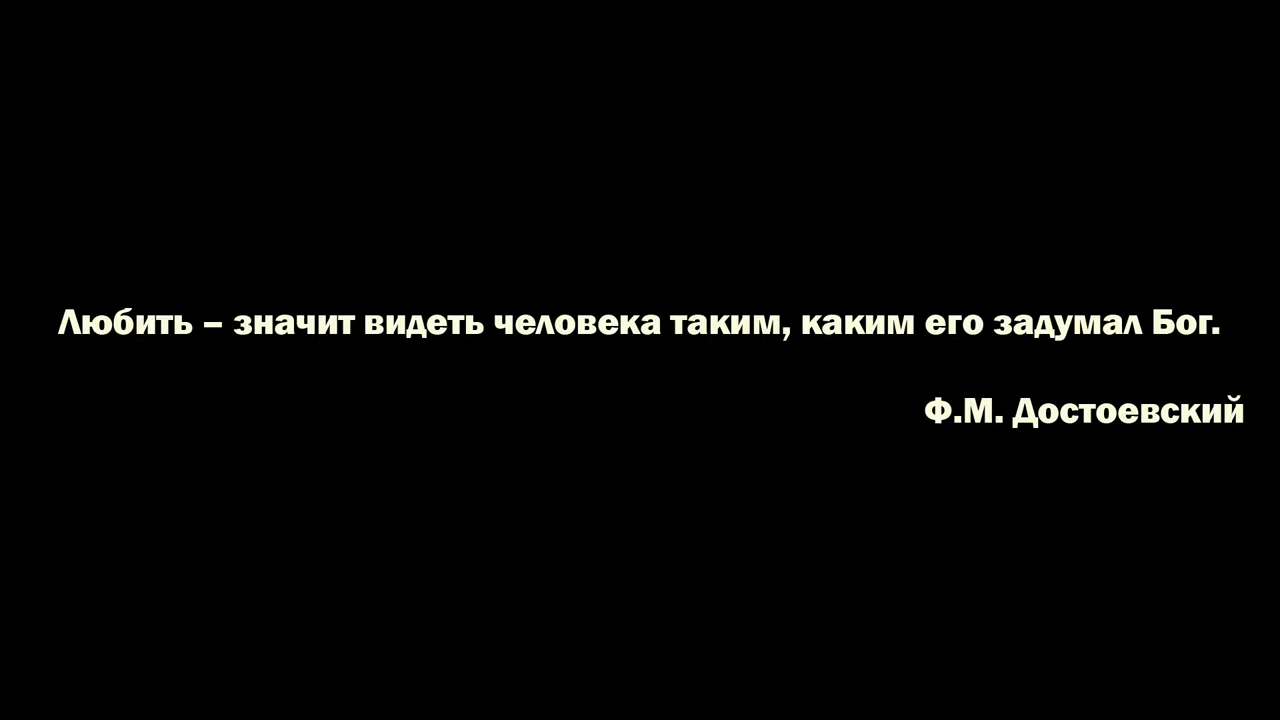 Любить – значит видеть человека таким, каким его задумал Бог.
Ф.М. Достоевский